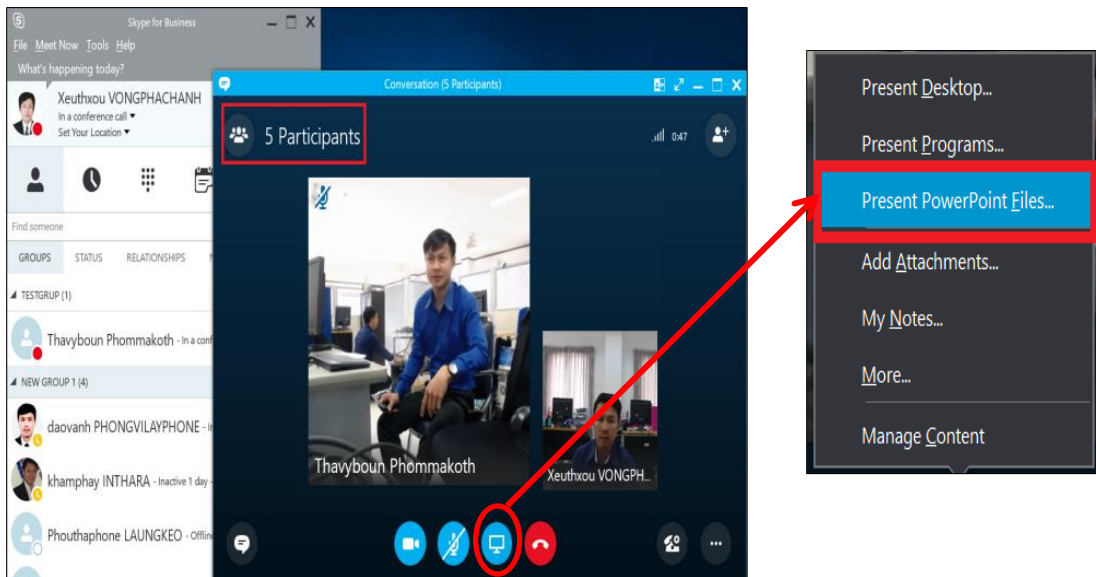 Skype for Business
File Meet Now Tools Help
What's happening today?
Xeuthxou VONGPHACHANH
In a conference call
Set Your Location
Find someone
GROUPS STATUS RELATIONSHIPS
TESTGRUP (1)
Thavyboun Phommakoth - In a conf
NEW GROUP 1 (4)
daovanh PHONGVILAYPHONE - In
khamphay INTHARA - Inactive 1 day -
Phouthaphone LAUNGKEO - Offline
Conversation (5 Participants)
5 Participants
0:47
Thavyboun Phommakoth
Xeuthxou VONGPH...
Present Desktop...
Present Programs...
Present PowerPoint Files...
Add Attachments...
My Notes...
More...
Manage Content